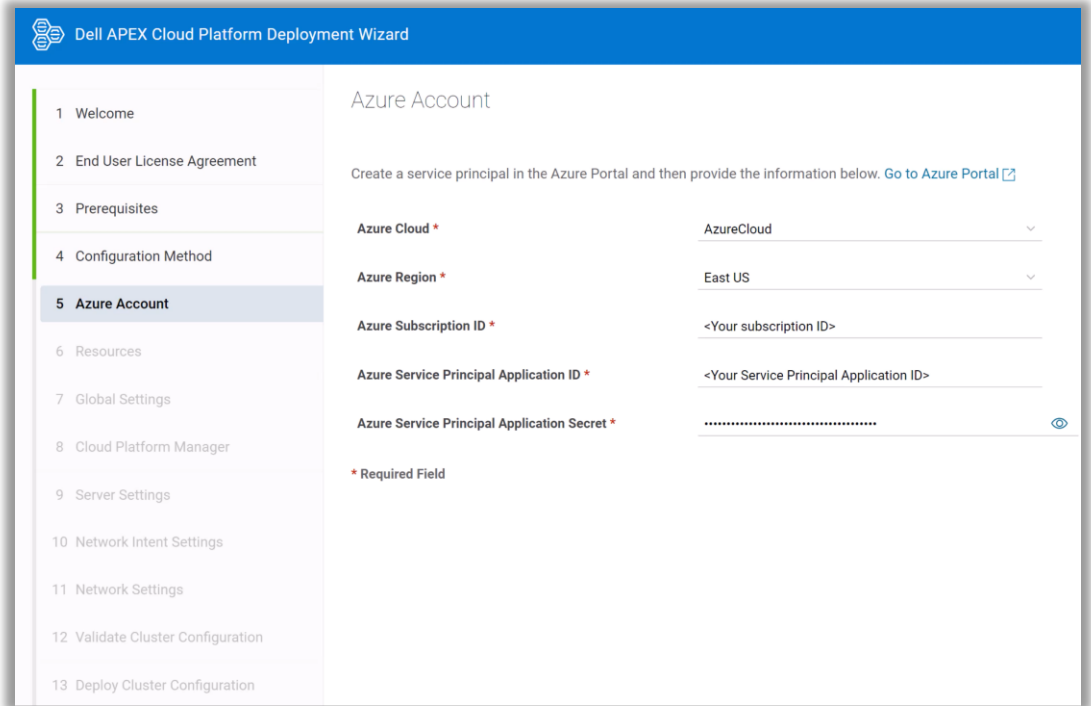 Dell APEX Cloud Platform Deployment Wizard
1 Welcome
2 End User License Agreement
3 Prerequisites
4 Configuration Method
5 Azure Account
6 Resources
7 Global Settings
8 Cloud Platform Manager
9 Server Settings
10 Network Intent Settings
11 Network Settings
12 Validate Cluster Configuration
13 Deploy Cluster Configuration
Azure Account
Create a service principal in the Azure Portal and then provide the information below. Go to Azure Portal
Azure Cloud * AzureCloud
Azure Region * East US
Azure Subscription ID * <Your subscription ID>
Azure Service Principal Application ID * <Your Service Principal Application ID>
Azure Service Principal Application Secret *
* Required Field